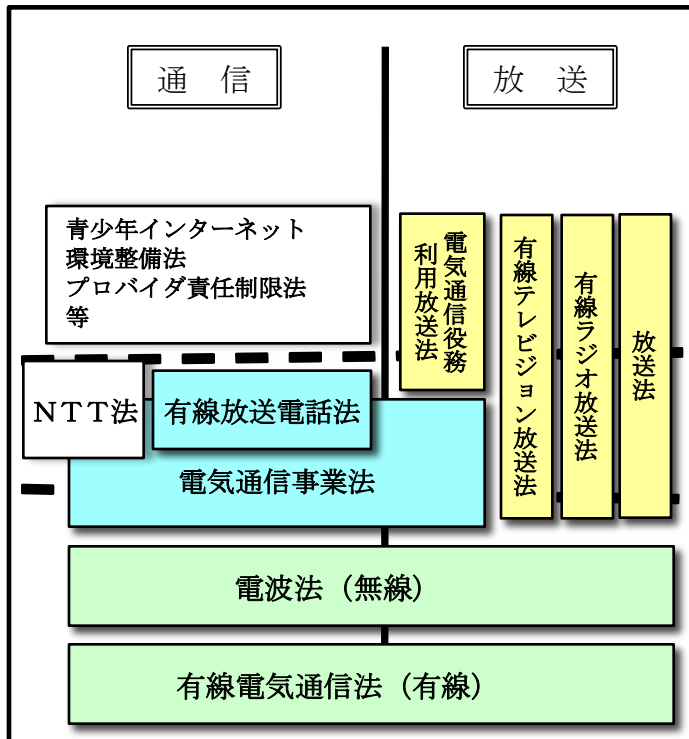 通　信
放　送
青少年インターネット
環境整備法
プロバイダ責任制限法
等
電気通信役務
利用放送法
有線テレビジョン放送法
有線ラジオ放送法
放送法
ＮＴＴ法
有線放送電話法
電気通信事業法
電波法（無線）
有線電気通信法（有線）